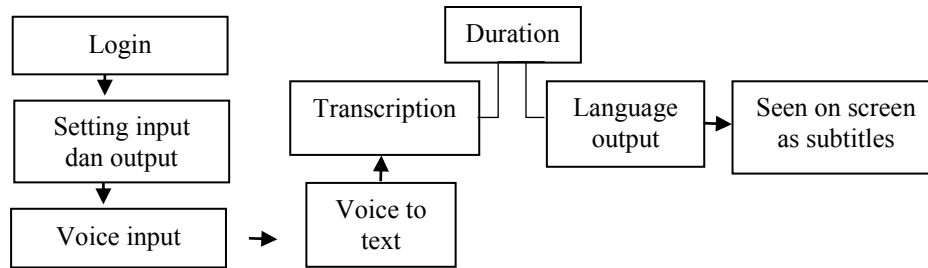 Login
Setting input
dan output
Voice input
Voice to
text
Transcription
Duration
Language
output
Seen on screen
as subtitles